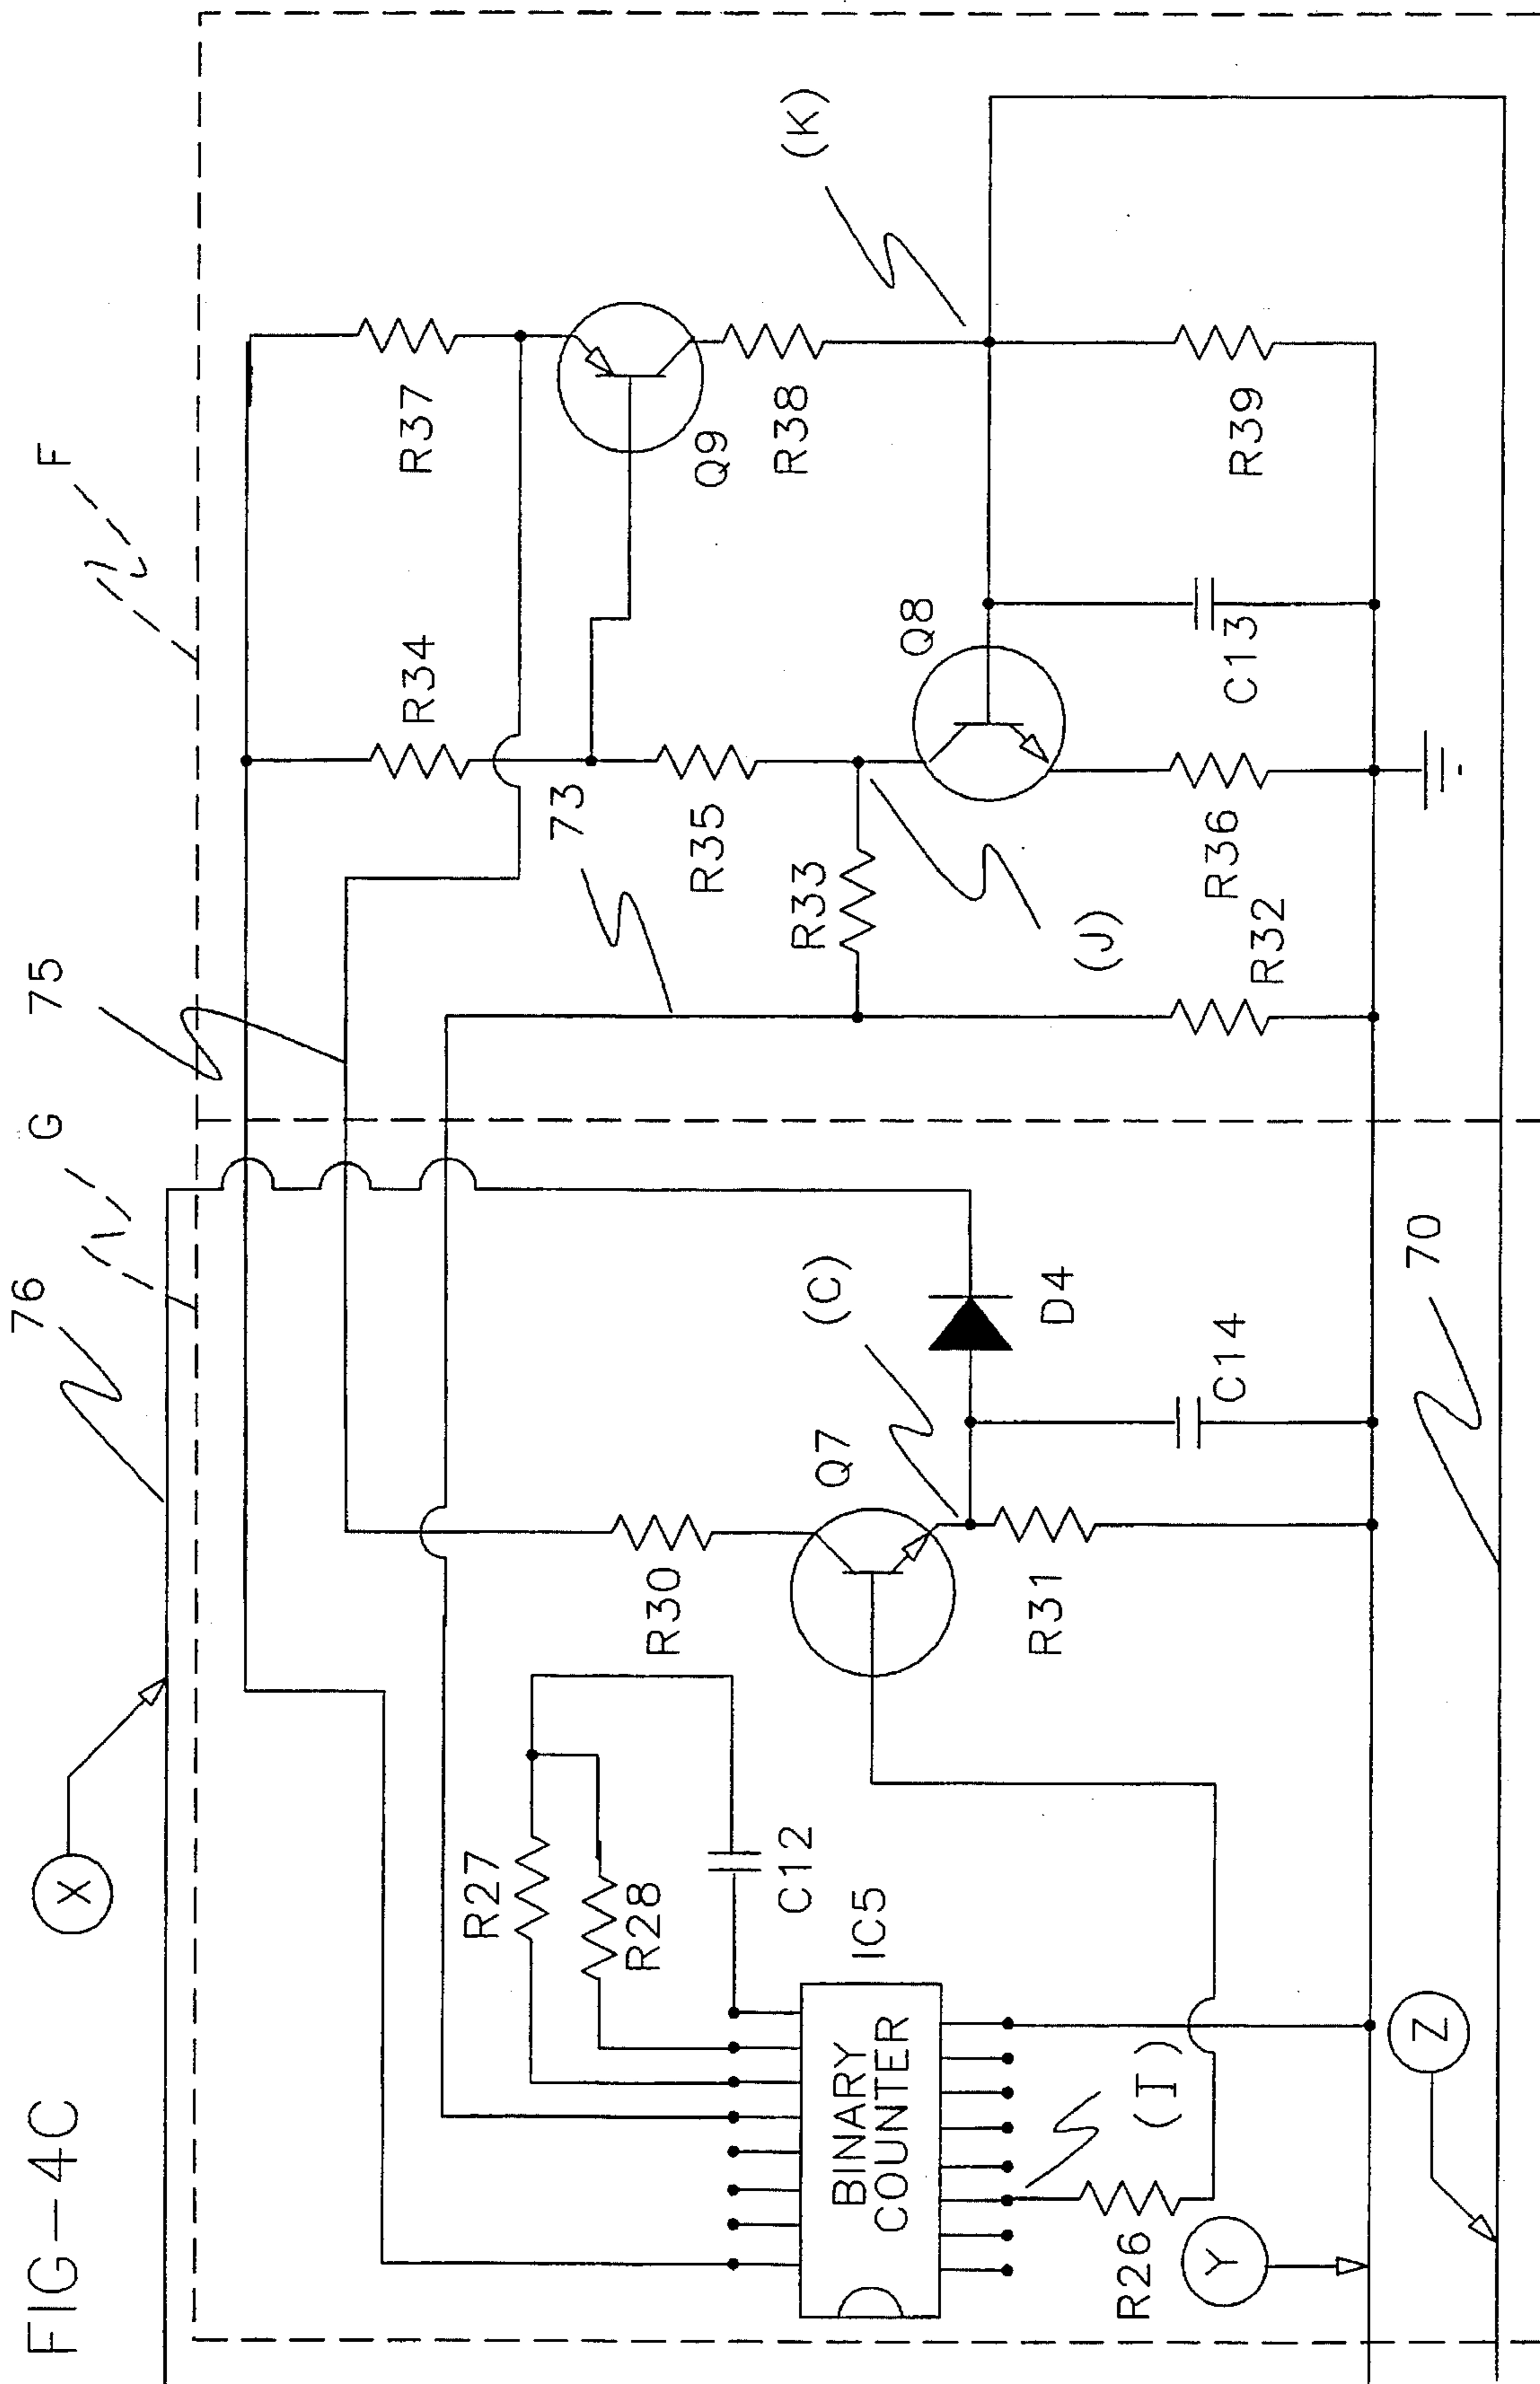 FIG-4C
X
76
G
75
F
R37
R34
Q9
R38
(K)
73
R35
R33
Q8
(J)
R36
R32
R39
C13
R27
R28
C12
IC5
BINARY
COUNTER
R30
Q7
(C)
D4
C14
R31
(I)
R26
Y
Z
70